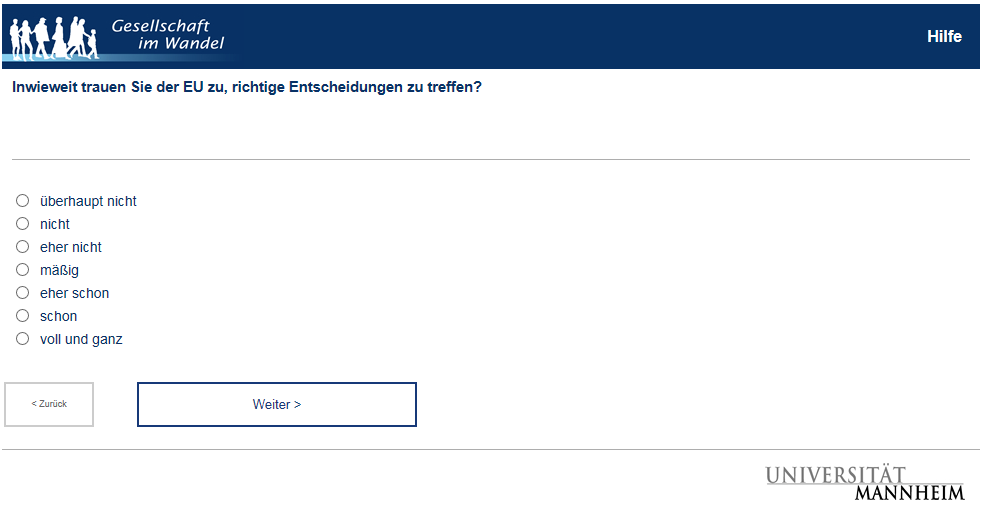 Gesellschaft
im Wandel
Hilfe
Inwieweit trauen Sie der EU zu, richtige Entscheidungen zu treffen?
überhaupt nicht
nicht
eher nicht
mäßig
eher schon
schon
voll und ganz
< Zurück
Weiter >
UNIVERSITÄT
MANNHEIM